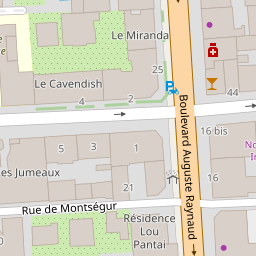 Le Miranda
25
Le Cavendish
4
2
44
Boulevard Auguste Raynaud
16 bis
5
3
1
es Jumeaux
21
Rue de Montségur
Résidence
Lou
Pantai